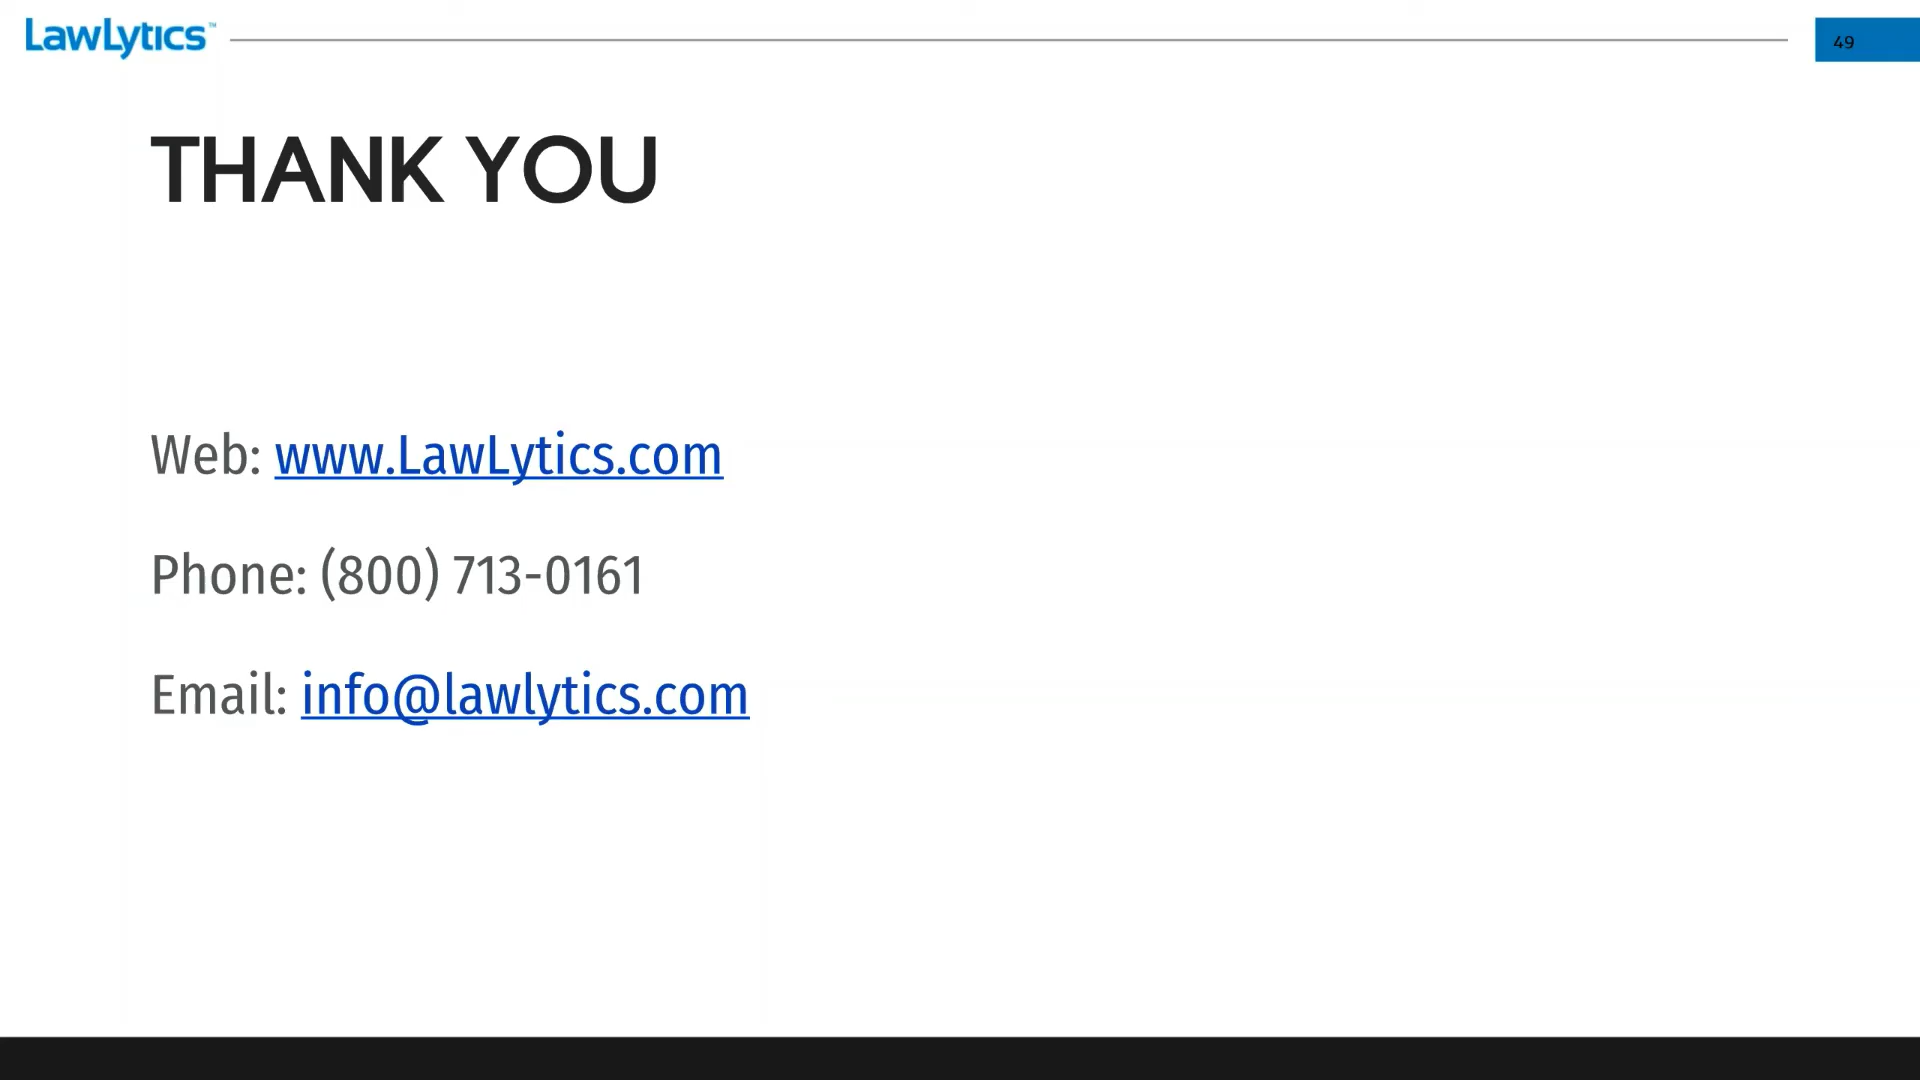 LawLytics™
49
THANK YOU
Web: www.LawLytics.com
Phone: (800) 713-0161
Email: info@lawlytics.com